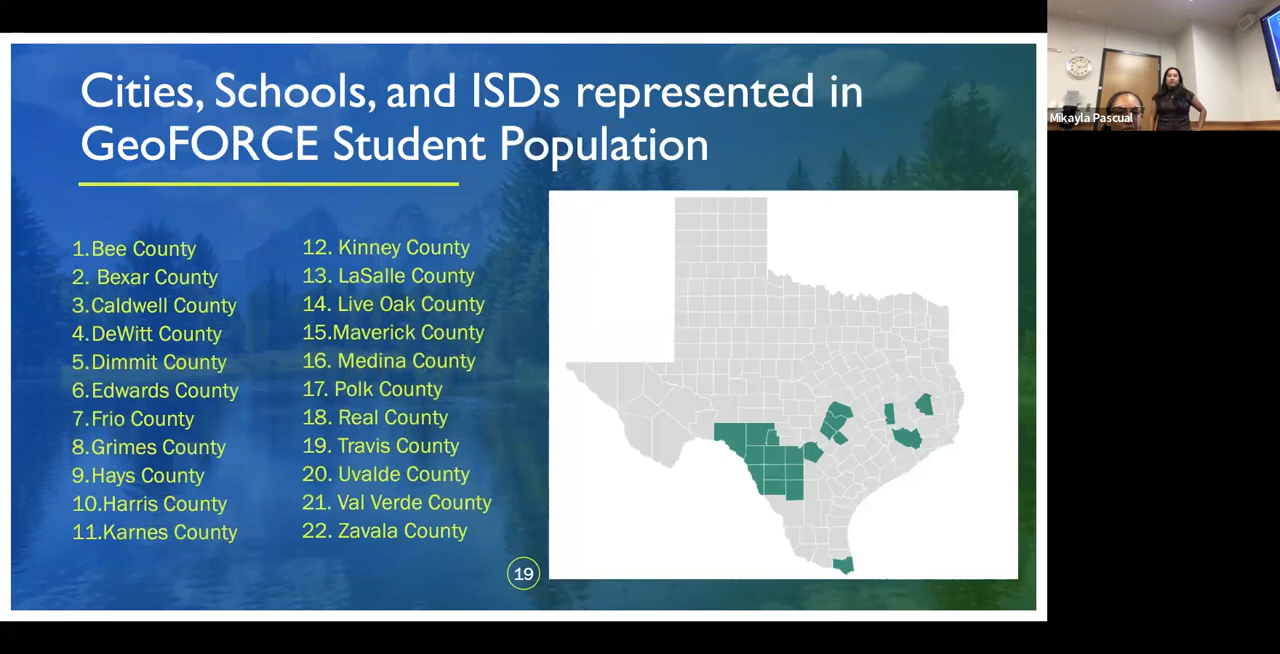 Cities, Schools, and ISDs represented in
GeoFORCE Student Population
1.Bee County
2. Bexar County
3.Caldwell County
4.DeWitt County
5.Dimmit County
6.Edwards County
7.Frio County
8.Grimes County
9.Hays County
10.Harris County
11.Karnes County
12. Kinney County
13. LaSalle County
14. Live Oak County
15.Maverick County
16. Medina County
17. Polk County
18. Real County
19. Travis County
20. Uvalde County
21. Val Verde County
22. Zavala County
19
Mikayla Pascual